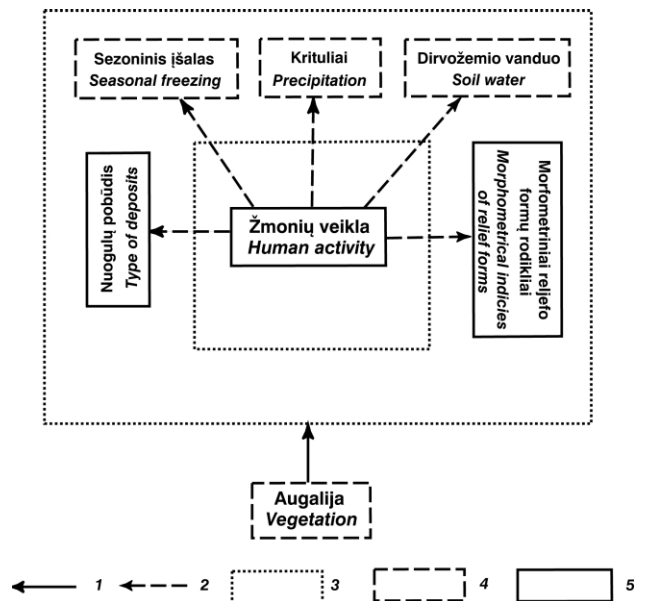 Sezoninis įšalas
Seasonal freezing
Krituliai
Precipitation
Dirvožemio vanduo
Soil water
Nuogulų pobūdis
Type of deposits
Žmonių veikla
Human activity
Morfometriniai reljefo
formų rodikliai
Morphometrical indicies
of relief forms
Augalija
Vegetation
1 2 3 4 5